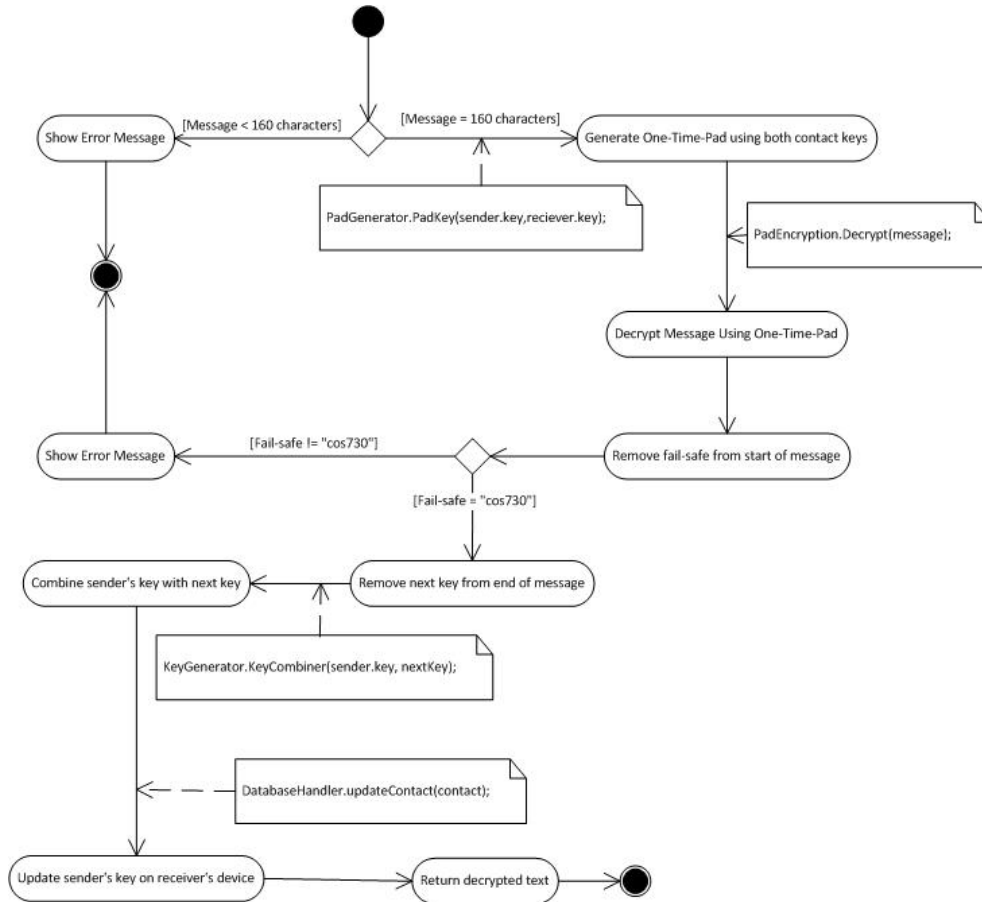 [Message < 160 characters]
[Message = 160 characters]
Show Error Message
Generate One-Time-Pad using both contact keys
PadGenerator.PadKey(sender.key,reciever.key);
PadEncryption.Decrypt(message);
Decrypt Message Using One-Time-Pad
[Fail-safe != "cos730"]
Show Error Message
Remove fail-safe from start of message
[Fail-safe = "cos730"]
Combine sender's key with next key
Remove next key from end of message
KeyGenerator.KeyCombiner(sender.key, nextKey);
DatabaseHandler.updateContact(contact);
Update sender's key on receiver's device
Return decrypted text